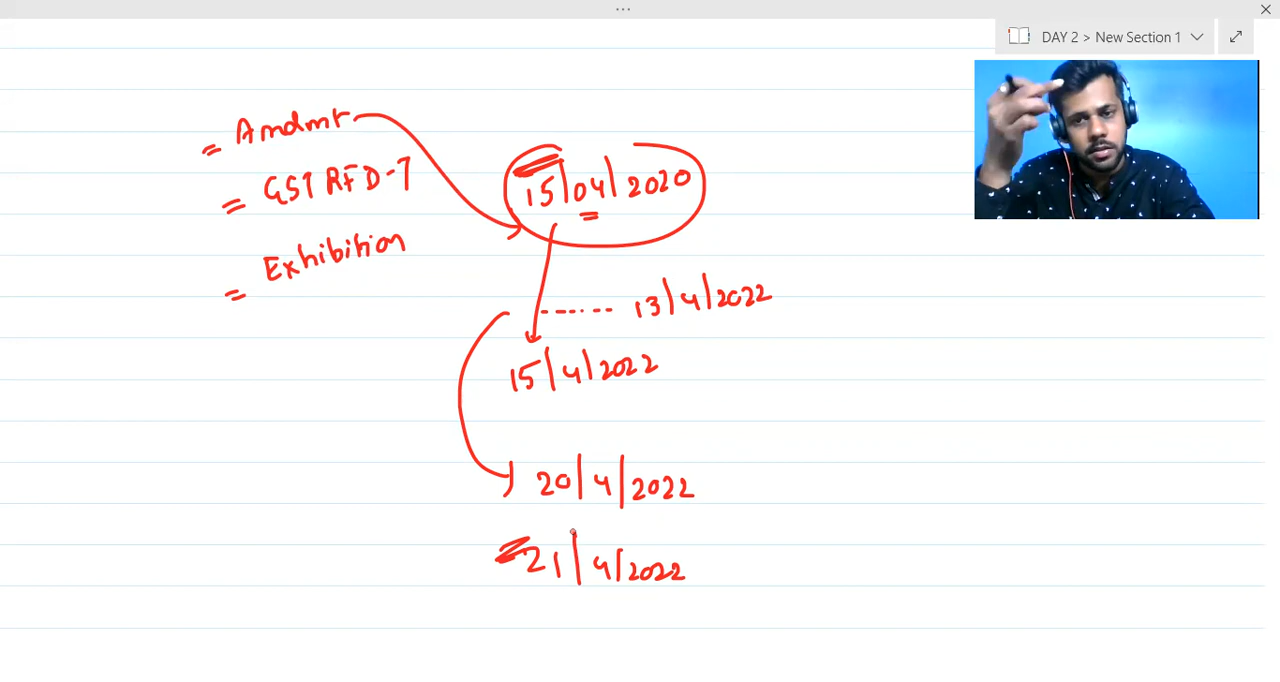 DAY 2 > New Section 1
= Amdmt
15/04/2020
= GST RFD-7
= Exhibition
13/4/2022
15/4/2022
20/4/2022
21/4/2022